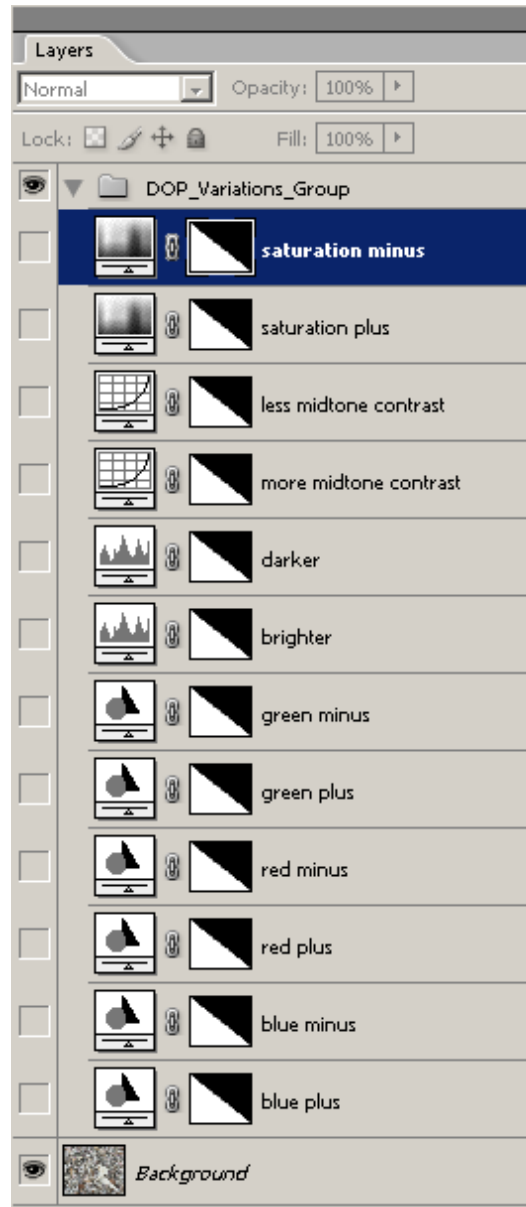 Layers
Normal Opacity: 100%
Lock: Fill: 100%
DOP_Variations_Group
saturation minus
saturation plus
less midtone contrast
more midtone contrast
darker
brighter
green minus
green plus
red minus
red plus
blue minus
blue plus
Background